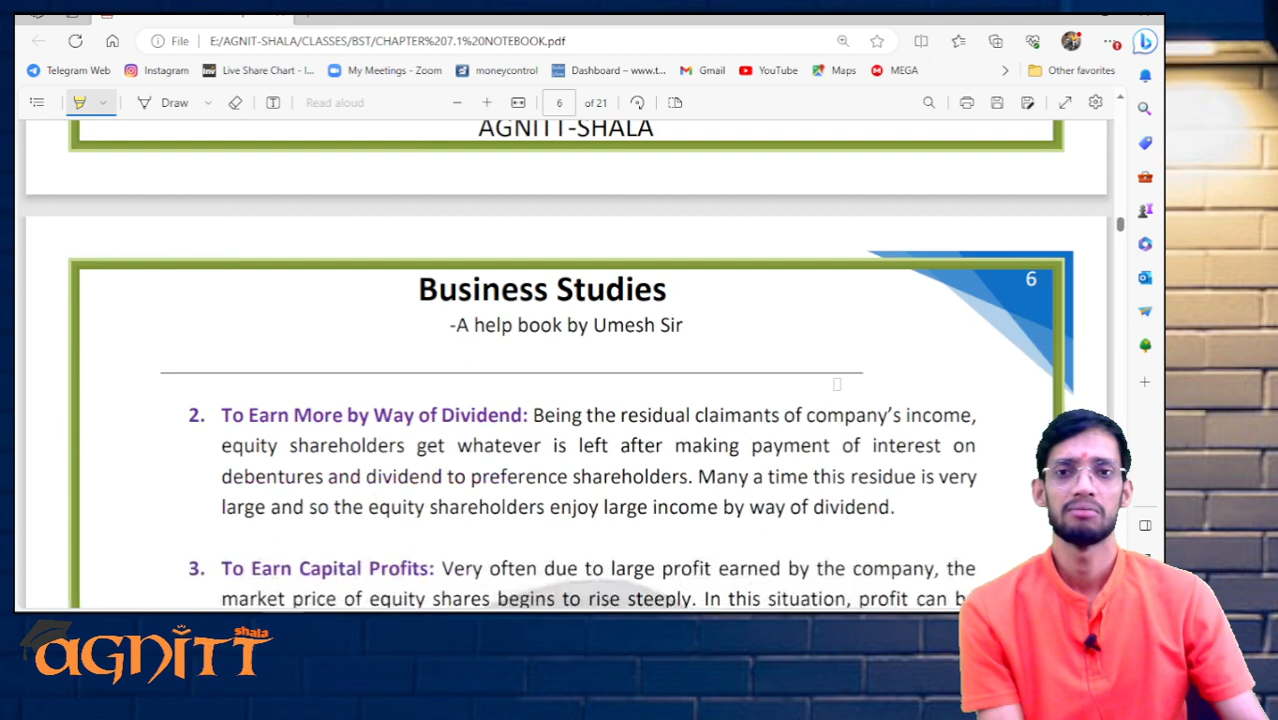 File E:/AGNIT-SHALA/CLASSES/BST/CHAPTER%207.1%20NOTEBOOK.pdf
Telegram Web Instagram Live Share Chart - I... My Meetings - Zoom moneycontrol Dashboard – www.t... Gmail YouTube Maps MEGA Other favorites
Draw Read aloud 6 of 21
AGNITT-SHALA
6
Business Studies
-A help book by Umesh Sir
2. To Earn More by Way of Dividend: Being the residual claimants of company's income,
equity shareholders get whatever is left after making payment of interest on
debentures and dividend to preference shareholders. Many a time this residue is very
large and so the equity shareholders enjoy large income by way of dividend.
3. To Earn Capital Profits: Very often due to large profit earned by the company, the
market price of equity shares begins to rise steeply. In this situation, profit can
aGNiTT shala